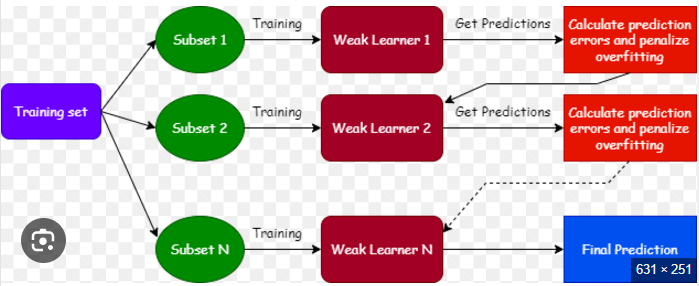 Subset 1
Training
Weak Learner 1
Get Predictions
Calculate prediction
errors and penalize
overfitting
Training set
Subset 2
Training
Weak Learner 2
Get Predictions
Calculate prediction
errors and penalize
overfitting
Subset N
Training
Weak Learner N
Final Prediction
631 × 251